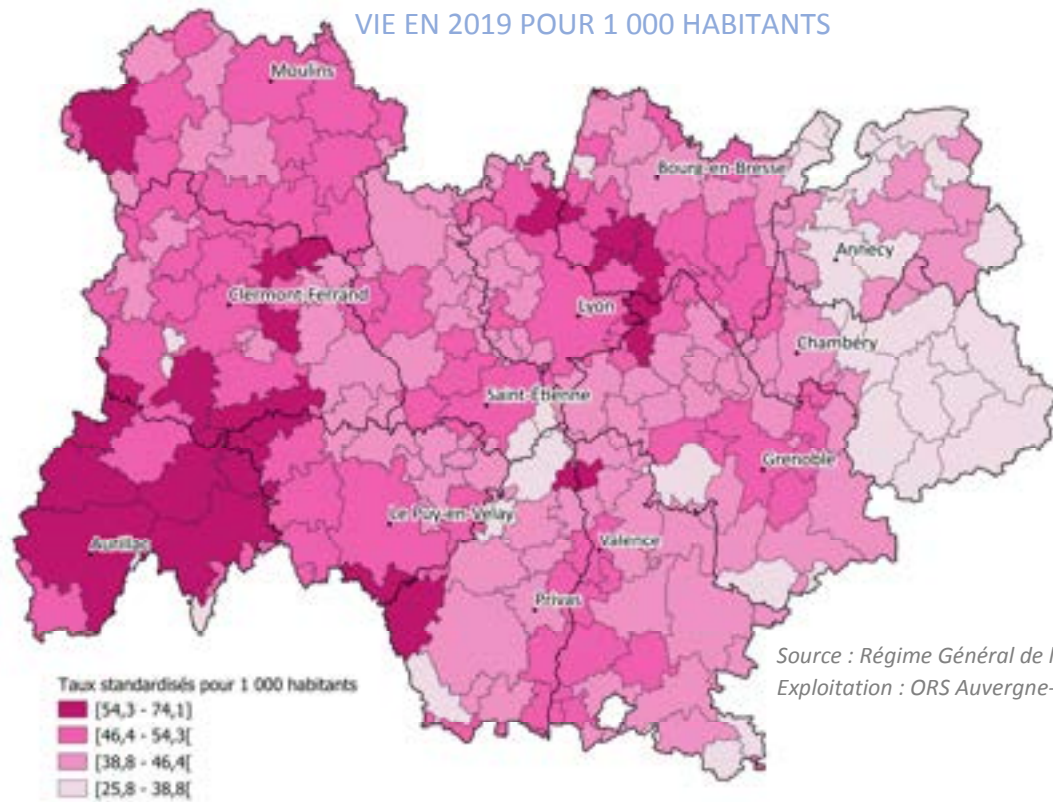 VIE EN 2019 POUR 1 000 HABITANTS
Moulins
Bourg-en-Bresse
Annecy
Clermont-Ferrand
Lyon
Chambéry
Saint-Étienne
Grenoble
Le Puy-en-Velay
Aurillac
Valence
Privas
Source : Régime Général de
Exploitation : ORS Auvergne-
Taux standardisés pour 1 000 habitants
[54,3 - 74,1]
[46,4 - 54,3[
[38,8 - 46,4[
[25,8 - 38,8[